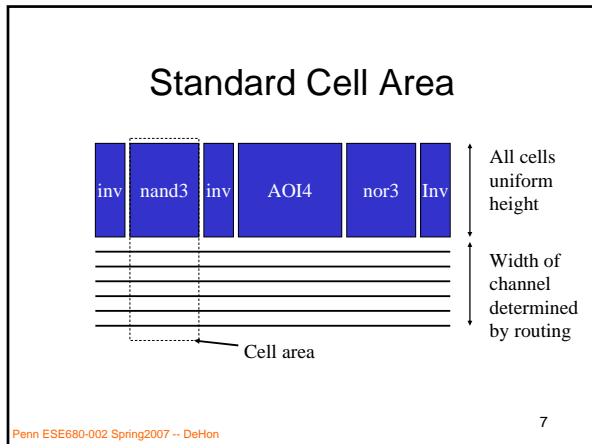 Standard Cell Area
inv nand3 inv AOI4 nor3 Inv
All cells
uniform
height
Width of
channel
determined
by routing
Cell area
Penn ESE680-002 Spring2007 -- DeHon
7